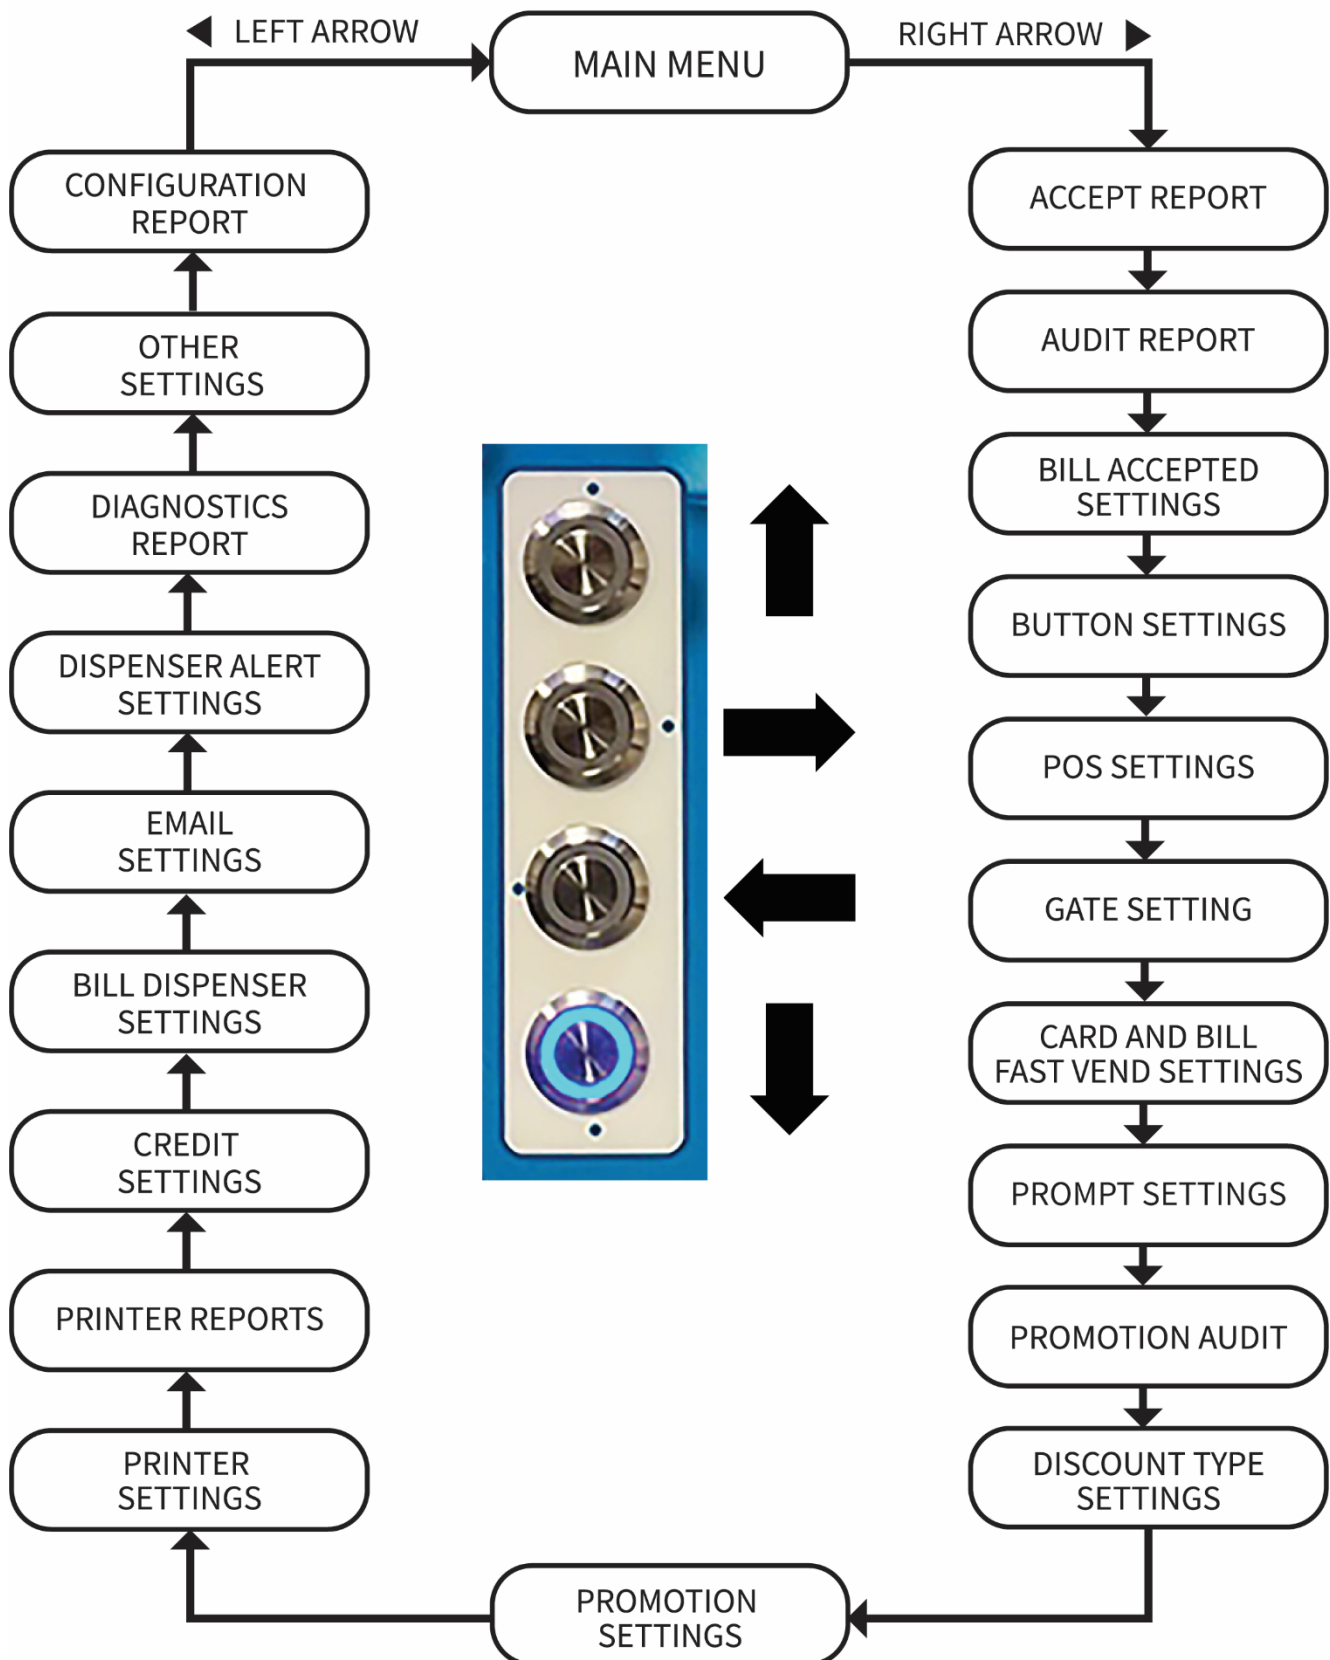 ◀ LEFT ARROW
MAIN MENU
RIGHT ARROW ▶
ACCEPT REPORT
AUDIT REPORT
BILL ACCEPTED
SETTINGS
BUTTON SETTINGS
POS SETTINGS
GATE SETTING
CARD AND BILL
FAST VEND SETTINGS
PROMPT SETTINGS
PROMOTION AUDIT
DISCOUNT TYPE
SETTINGS
PROMOTION
SETTINGS
PRINTER
SETTINGS
PRINTER REPORTS
CREDIT
SETTINGS
BILL DISPENSER
SETTINGS
EMAIL
SETTINGS
DISPENSER ALERT
SETTINGS
DIAGNOSTICS
REPORT
OTHER
SETTINGS
CONFIGURATION
REPORT